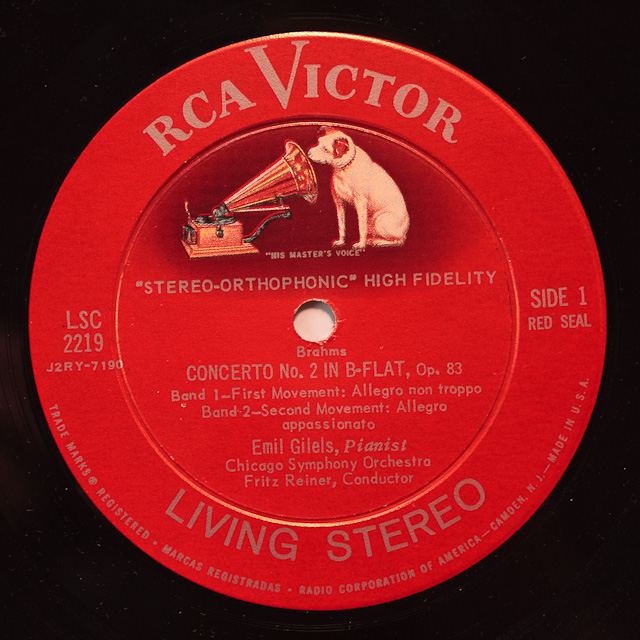 RCA VICTOR
"HIS MASTER'S VOICE"
"STEREO-ORTHOPHONIC" HIGH FIDELITY
LSC
2219
J2RY-7190
SIDE 1
RED SEAL
Brahms
CONCERTO No. 2 IN B-FLAT, Op. 83
Band 1—First Movement: Allegro non troppo
Band 2—Second Movement: Allegro
appassionato
Emil Gilels, Pianist
Chicago Symphony Orchestra
Fritz Reiner, Conductor
LIVING STEREO
TRADE MARKS® REGISTERED • MARCAS REGISTRADAS • RADIO CORPORATION OF AMERICA—CAMDEN, N. J.—MADE IN U.S.A.